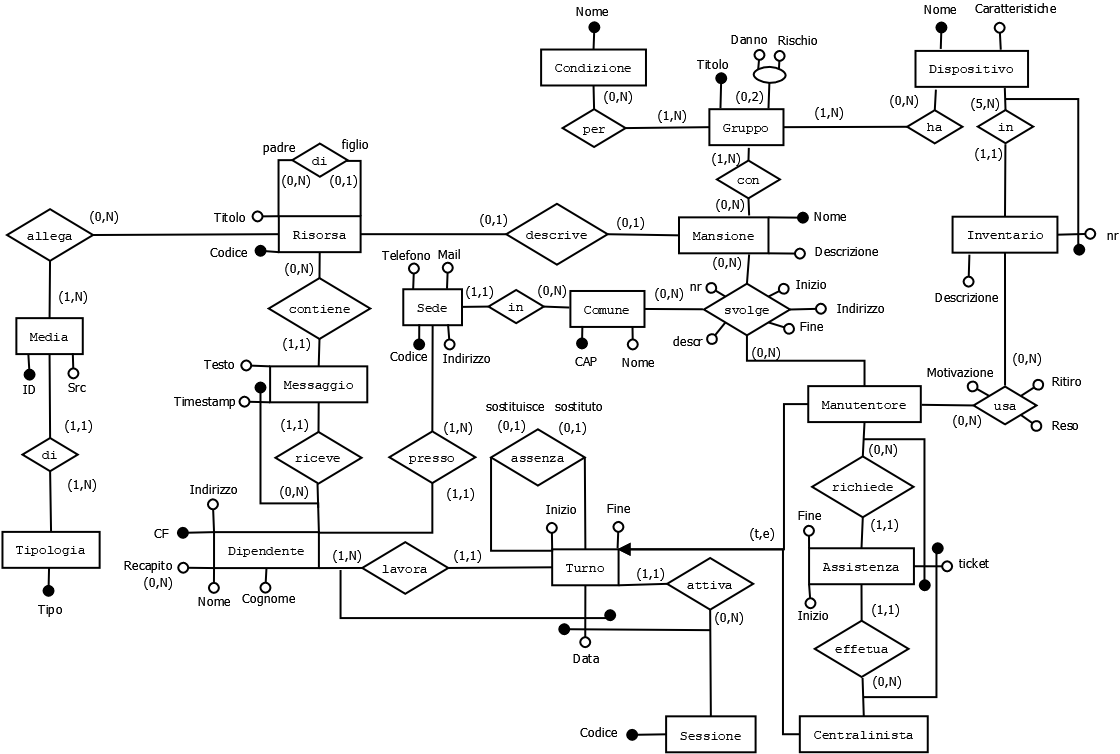 Nome
Nome
Caratteristiche
Danno
Rischio
Condizione
Titolo
Dispositivo
(0,N)
(0,2)
(0,N)
(5,N)
(1,N)
Gruppo
(1,N)
per
ha
in
padre
figlio
di
(1,N)
(1,1)
(0,N)
(0,1)
con
(0,N)
Titolo
(0,N)
(0,1)
(0,1)
Nome
allega
Risorsa
descrive
Mansione
Inventario
nr
Codice
Telefono
Mail
Descrizione
(0,N)
(0,N)
(1,N)
(1,1)
(0,N)
(0,N)
nr
Inizio
Descrizione
contiene
Sede
in
Comune
svolge
Indirizzo
Media
(1,1)
Codice
Indirizzo
CAP
Nome
descr
Fine
(0,N)
(0,N)
Testo
ID
Src
Messaggio
Motivazione
Ritiro
Timestamp
sostituisce
sostituto
Manutentore
usa
(1,1)
(1,1)
(1,N)
(0,1)
(0,1)
(0,N)
Reso
di
riceve
presso
assenza
(0,N)
(1,N)
Indirizzo
(0,N)
(1,1)
richiede
Inizio
Fine
Fine
(1,1)
CF
(t,e)
Tipologia
Dipendente
(1,N)
(1,1)
Recapito
(0,N)
lavora
Turno
(1,1)
attiva
Assistenza
ticket
Nome
Cognome
Tipo
(0,N)
Inizio
(1,1)
Data
effetua
(0,N)
Codice
Sessione
Centralinista